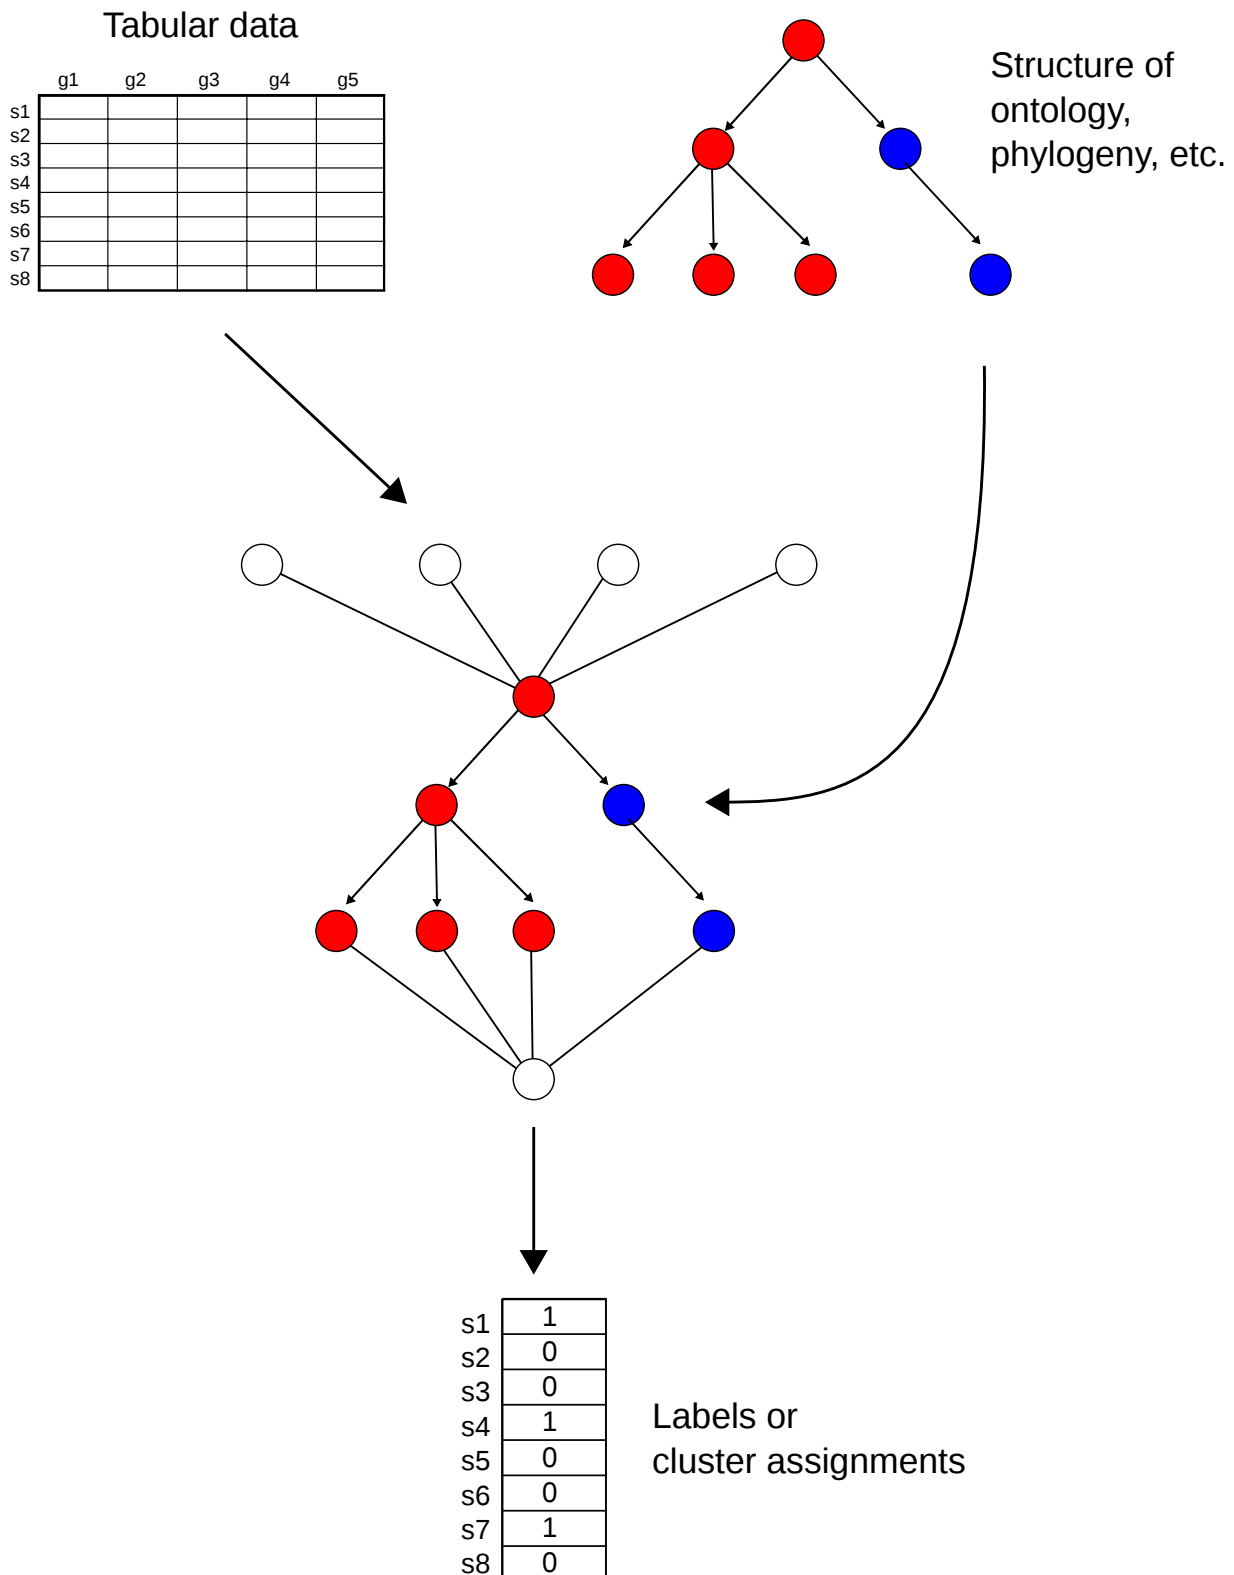 Tabular data
g1 g2 g3 g4 g5
s1
s2
s3
s4
s5
s6
s7
s8
Structure of
ontology,
phylogeny, etc.
s1 1
s2 0
s3 0
s4 1
s5 0
s6 0
s7 1
s8 0
Labels or
cluster assignments